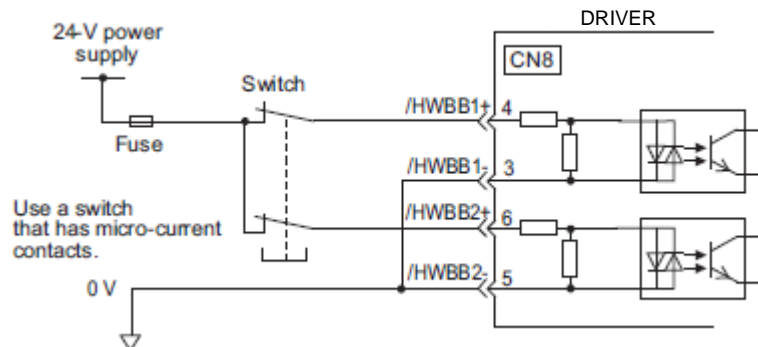 DRIVER
24-V power
supply
CN8
Switch
/HWBB1+ 4
Fuse
/HWBB1- 3
Use a switch
that has micro-current
contacts.
/HWBB2+ 6
/HWBB2- 5
0 V